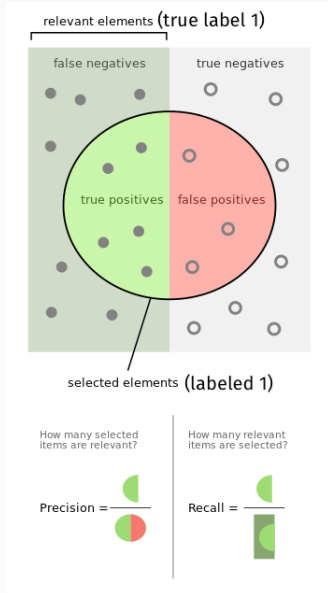 relevant elements (true label 1)
false negatives
true negatives
true positives
false positives
selected elements (labeled 1)
How many selected
items are relevant?
Precision =
How many relevant
items are selected?
Recall =